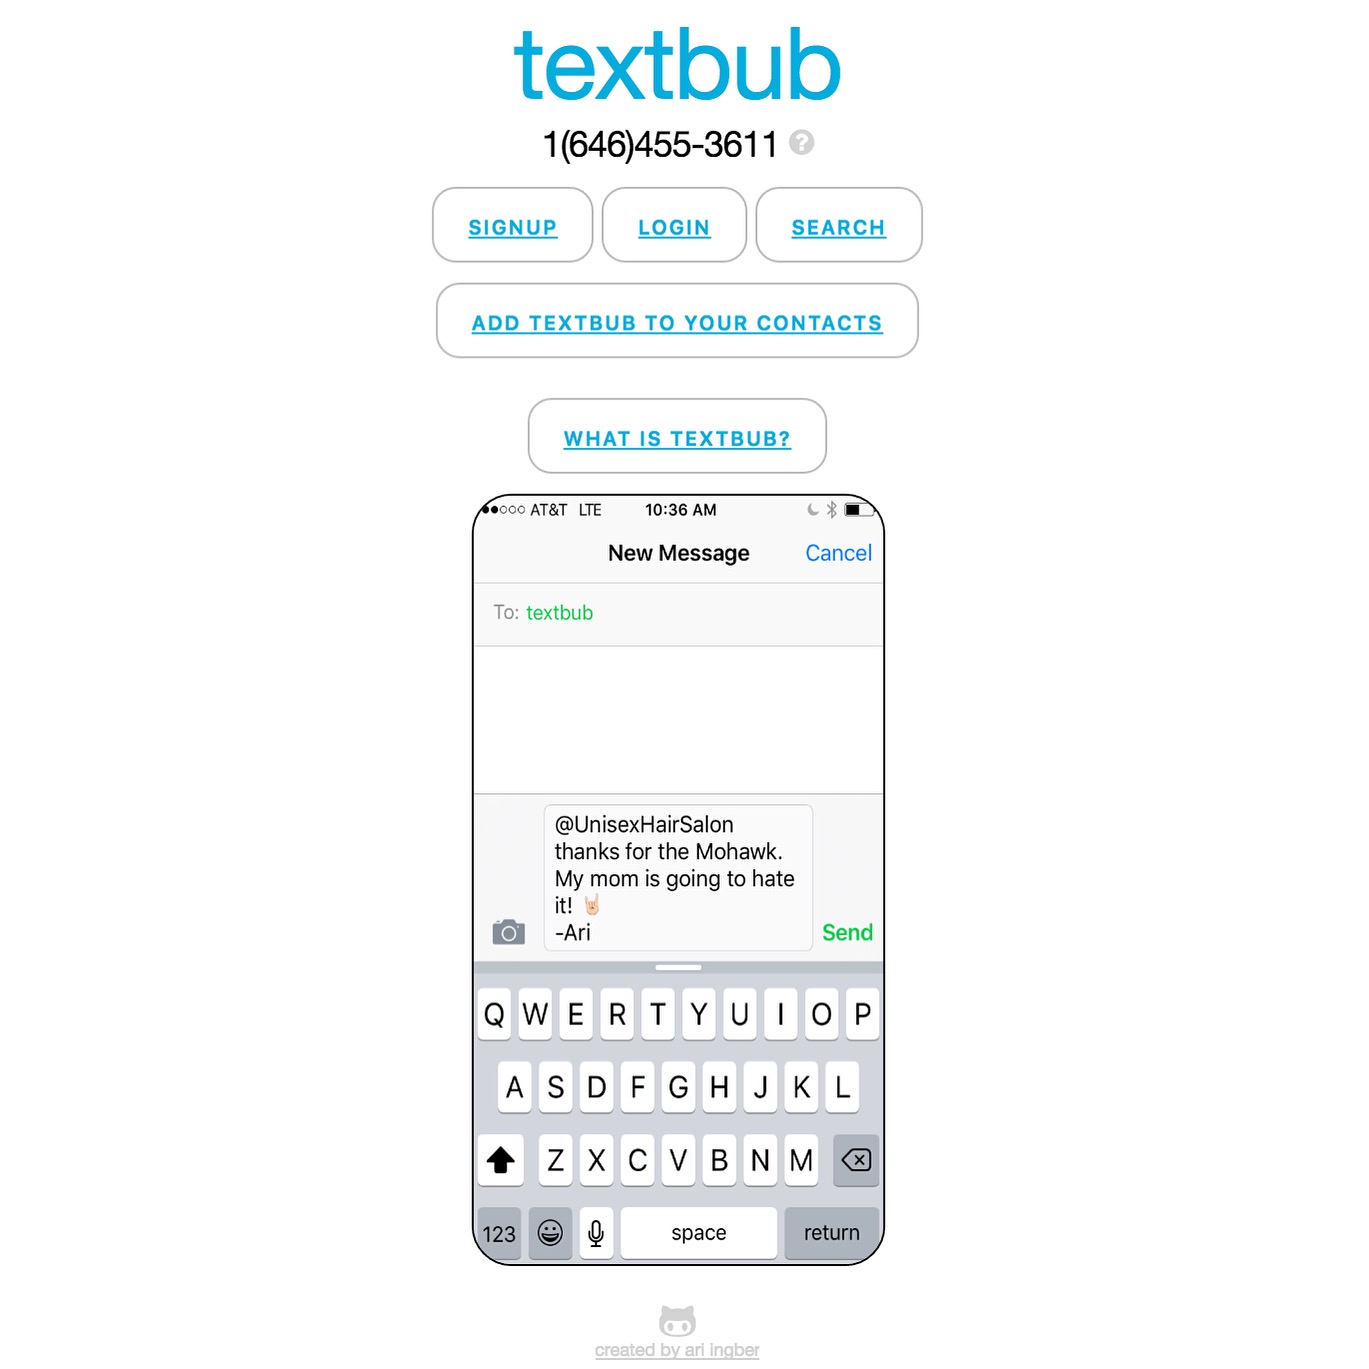 textbub
1(646)455-3611 ?
SIGNUP LOGIN SEARCH
ADD TEXTBUB TO YOUR CONTACTS
WHAT IS TEXTBUB?
AT&T LTE 10:36 AM
New Message Cancel
To: textbub
@UnisexHairSalon
thanks for the Mohawk.
My mom is going to hate
it! 🤘🏻
-Ari
Send
Q W E R T Y U I O P
A S D F G H J K L
Z X C V B N M
123 space return
created by ari ingber